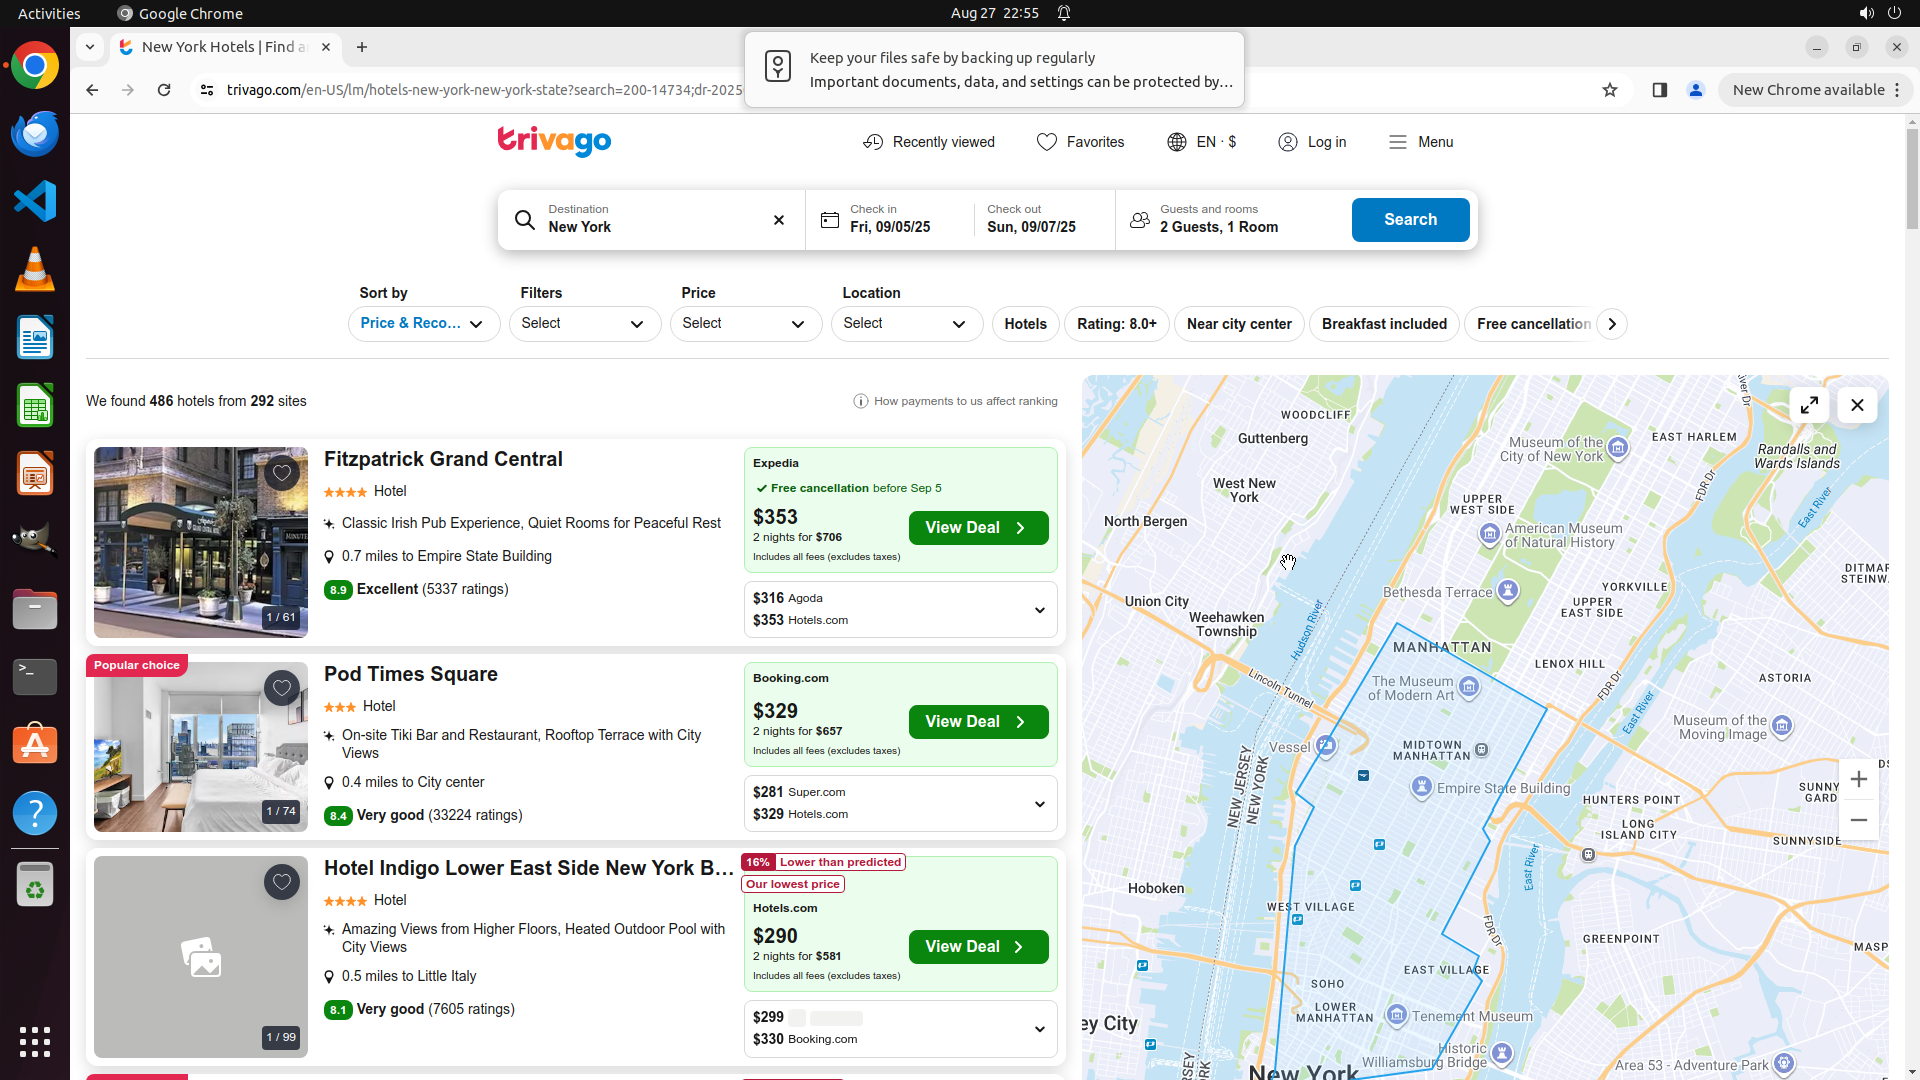 Activities
Google Chrome
Aug 27 22:55
New York Hotels | Find a
Keep your files safe by backing up regularly
Important documents, data, and settings can be protected by…
trivago.com/en-US/lm/hotels-new-york-new-york-state?search=200-14734;dr-2025
New Chrome available
trivago
Recently viewed
Favorites
EN · $
Log in
Menu
Destination
New York
Check in
Fri, 09/05/25
Check out
Sun, 09/07/25
Guests and rooms
2 Guests, 1 Room
Search
Sort by
Price & Reco...
Filters
Select
Price
Select
Location
Select
Hotels
Rating: 8.0+
Near city center
Breakfast included
Free cancellation
We found 486 hotels from 292 sites
How payments to us affect ranking
Fitzpatrick Grand Central
Hotel
Classic Irish Pub Experience, Quiet Rooms for Peaceful Rest
0.7 miles to Empire State Building
8.9 Excellent (5337 ratings)
1 / 61
Expedia
Free cancellation before Sep 5
$353
2 nights for $706
Includes all fees (excludes taxes)
View Deal
$316 Agoda
$353 Hotels.com
Popular choice
Pod Times Square
Hotel
On-site Tiki Bar and Restaurant, Rooftop Terrace with City
Views
0.4 miles to City center
8.4 Very good (33224 ratings)
1 / 74
Booking.com
$329
2 nights for $657
Includes all fees (excludes taxes)
View Deal
$281 Super.com
$329 Hotels.com
Hotel Indigo Lower East Side New York B...
Hotel
Amazing Views from Higher Floors, Heated Outdoor Pool with
City Views
0.5 miles to Little Italy
8.1 Very good (7605 ratings)
1 / 99
16% Lower than predicted
Our lowest price
Hotels.com
$290
2 nights for $581
Includes all fees (excludes taxes)
View Deal
$299
$330 Booking.com
WOODCLIFF
Guttenberg
Museum of the
City of New York
EAST HARLEM
Randalls and
Wards Islands
West New
York
UPPER
WEST SIDE
FDR Dr
East River
North Bergen
American Museum
of Natural History
DITMAR
STEINW
Bethesda Terrace
YORKVILLE
UPPER
EAST SIDE
Union City
Weehawken
Township
Hudson River
MANHATTAN
LENOX HILL
Lincoln Tunnel
The Museum
of Modern Art
FDR Dr
ASTORIA
East River
Museum of the
Moving Image
Vessel
MIDTOWN
MANHATTAN
NEW JERSEY
NEW YORK
Empire State Building
HUNTERS POINT
SUNNY
GARD
LONG
ISLAND CITY
SUNNYSIDE
East River
Hoboken
WEST VILLAGE
FDR Dr
GREENPOINT
MASP
EAST VILLAGE
SOHO
LOWER
MANHATTAN
Tenement Museum
ey City
Historic
Williamsburg Bridge
Area 53 - Adventure Park
New York